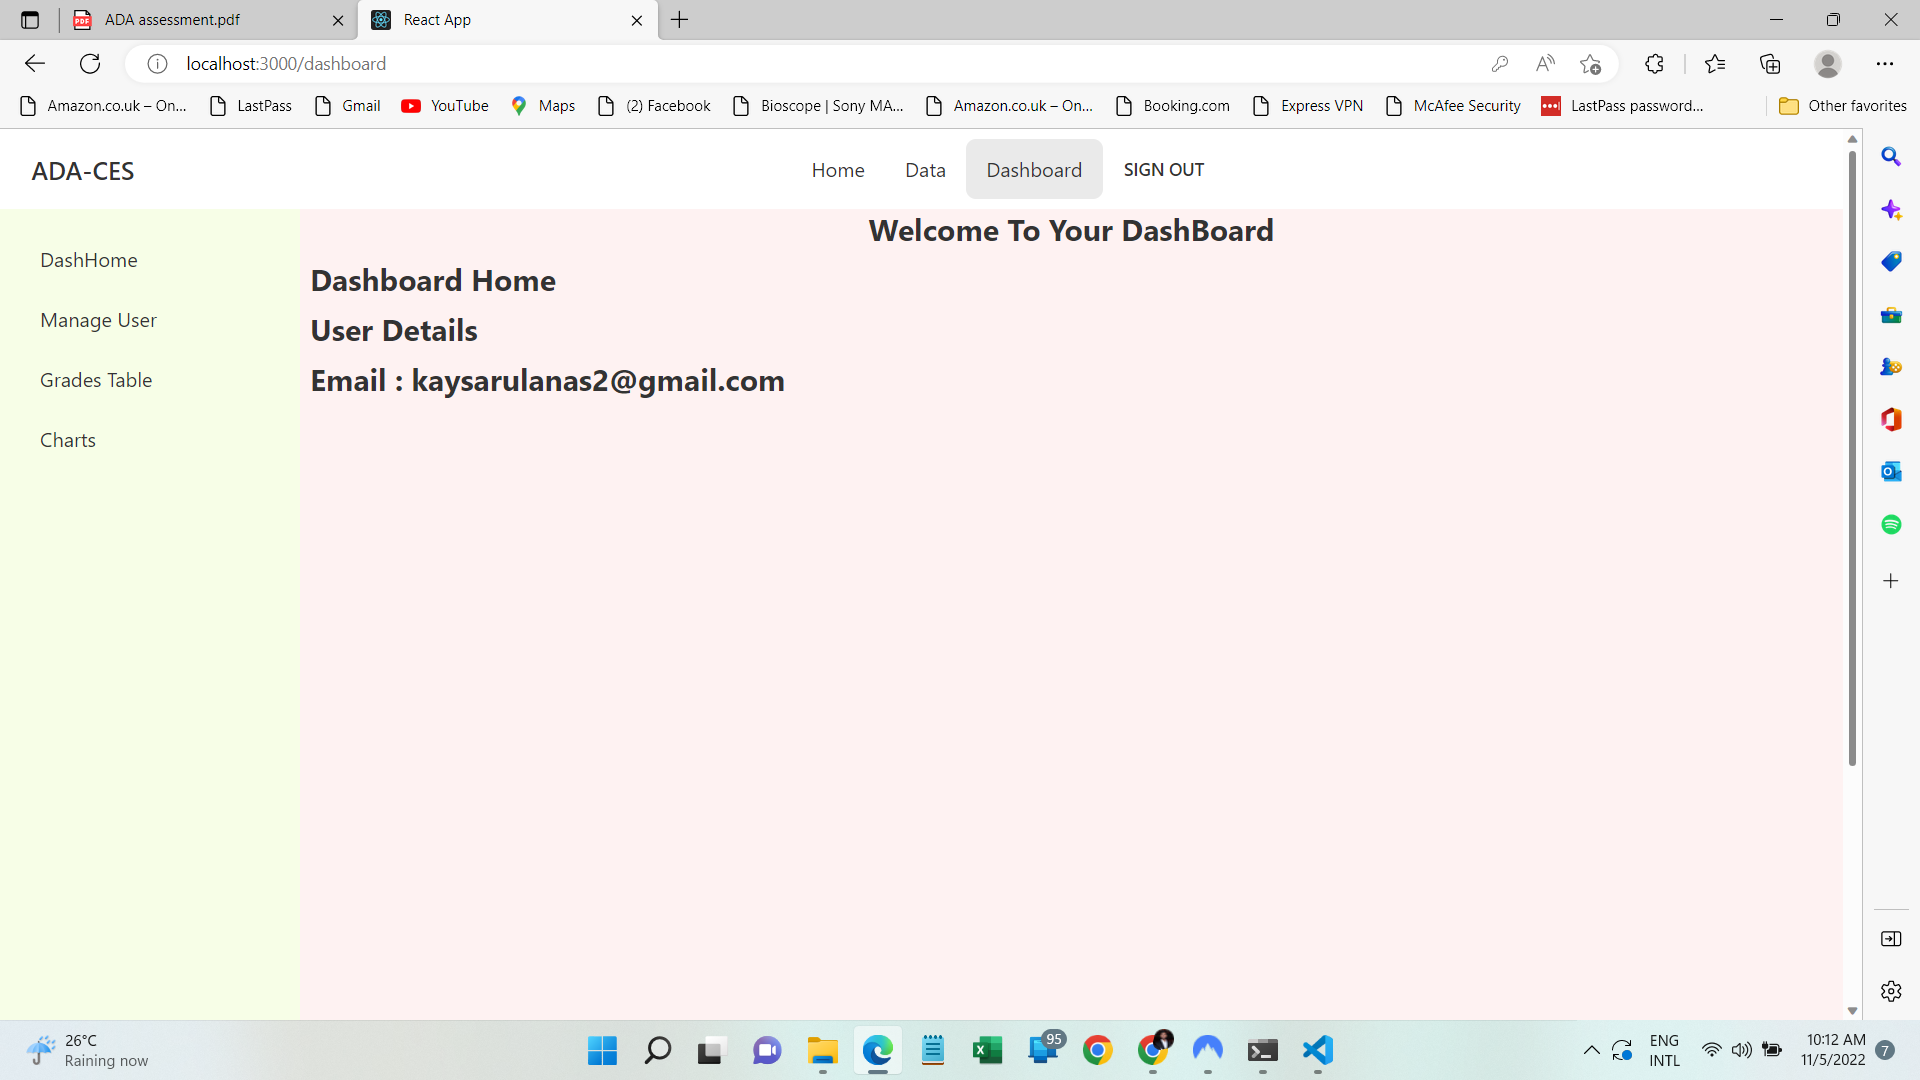 ADA assessment.pdf
React App
localhost:3000/dashboard
Amazon.co.uk – On...
LastPass
Gmail
YouTube
Maps
(2) Facebook
Bioscope | Sony MA...
Amazon.co.uk – On...
Booking.com
Express VPN
McAfee Security
LastPass password...
Other favorites
ADA-CES
Home
Data
Dashboard
SIGN OUT
DashHome
Manage User
Grades Table
Charts
Welcome To Your DashBoard
Dashboard Home
User Details
Email : kaysarulanas2@gmail.com
26°C
Raining now
95
ENG
INTL
10:12 AM
11/5/2022
7